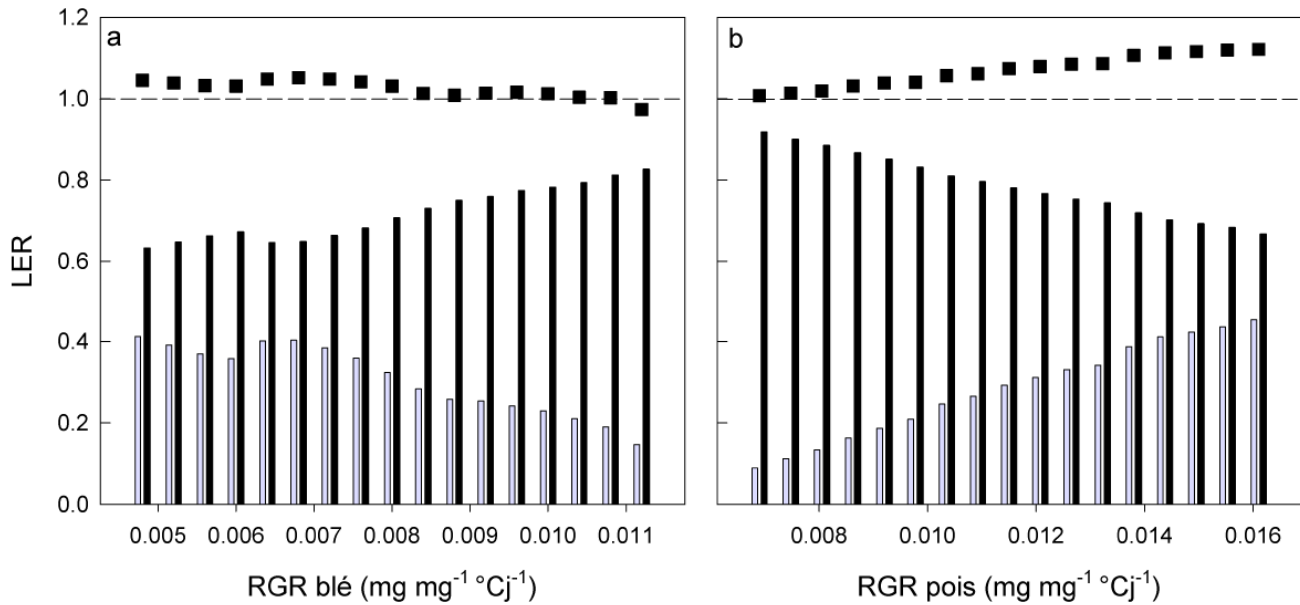 a
b
1.2
1.0
0.8
0.6
0.4
0.2
0.0
LER
0.005 0.006 0.007 0.008 0.009 0.010 0.011
0.008 0.010 0.012 0.014 0.016
RGR blé (mg mg⁻¹ °Cj⁻¹)
RGR pois (mg mg⁻¹ °Cj⁻¹)